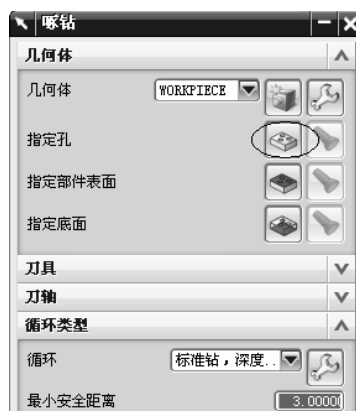 啄钻
几何体
几何体 WORKPIECE
指定孔
指定部件表面
指定底面
刀具
刀轴
循环类型
循环 标准钻，深度..
最小安全距离 3.0000